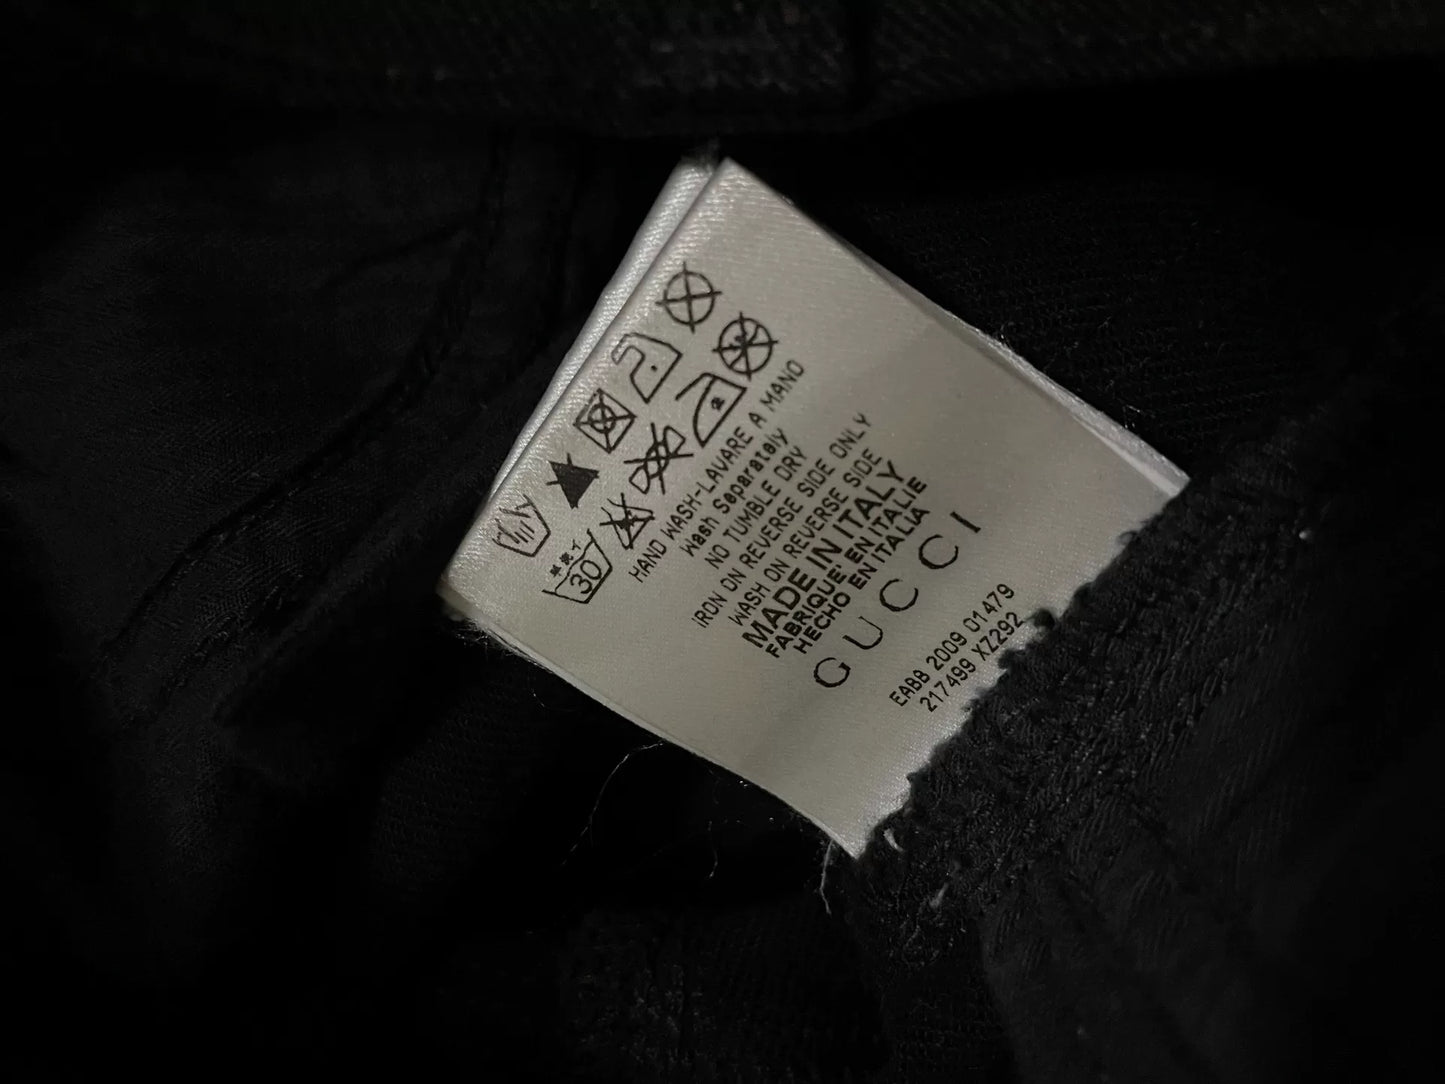 30
HAND WASH-LAVARE A MANO
Wash Separately
NO TUMBLE DRY
IRON ON REVERSE SIDE ONLY
WASH ON REVERSE SIDE
MADE IN ITALY
FABRIQUE' EN ITALIE
HECHO EN ITALIA
GUCCI
EABB 2009 01479
217499 XZ292